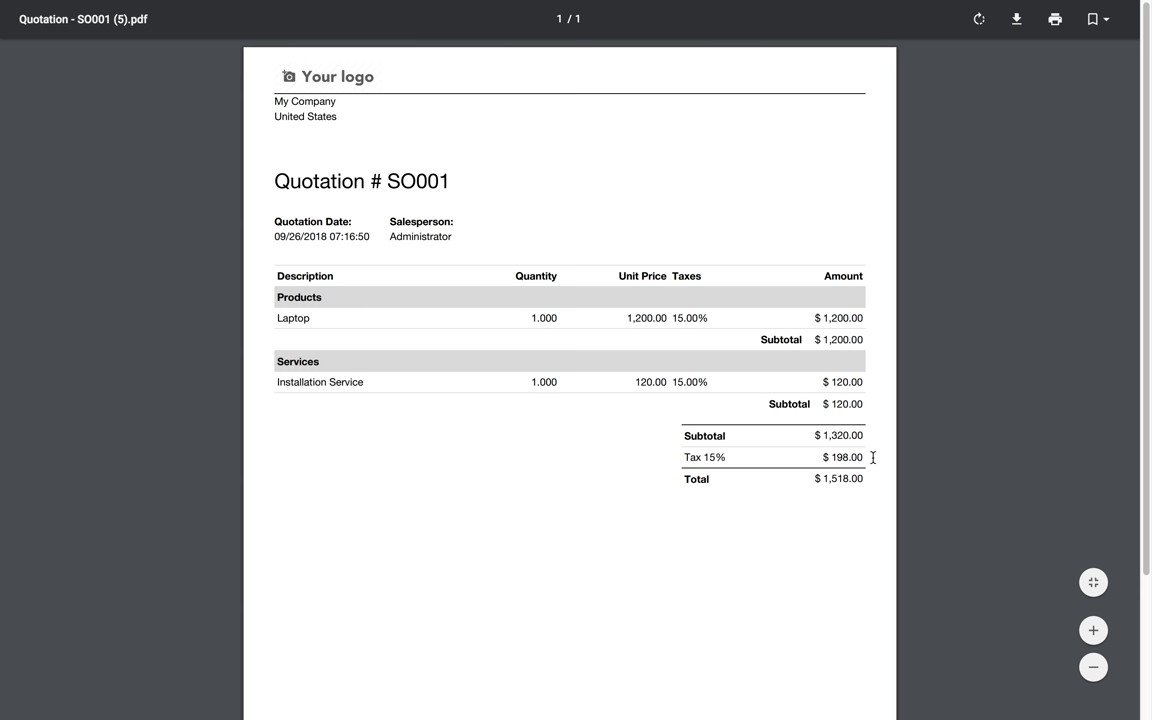 Quotation - SO001 (5).pdf 1 / 1
Your logo
My Company
United States
Quotation # SO001
Quotation Date: Salesperson:
09/26/2018 07:16:50 Administrator
Description Quantity Unit Price Taxes Amount
Products
Laptop 1.000 1,200.00 15.00% $ 1,200.00
Subtotal $ 1,200.00
Services
Installation Service 1.000 120.00 15.00% $ 120.00
Subtotal $ 120.00
Subtotal $ 1,320.00
Tax 15% $ 198.00
Total $ 1,518.00